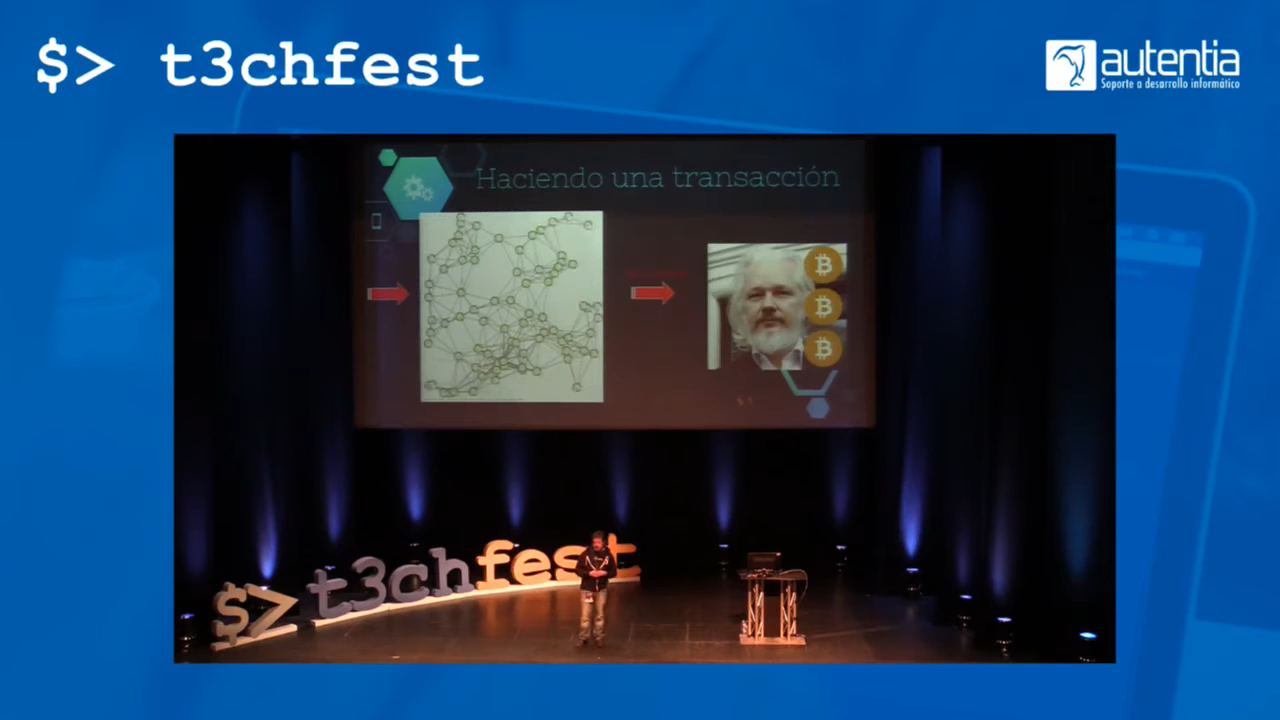 $> t3chfest
autentia
Soporte a desarrollo informático
Haciendo una transacción
$> t3chfest